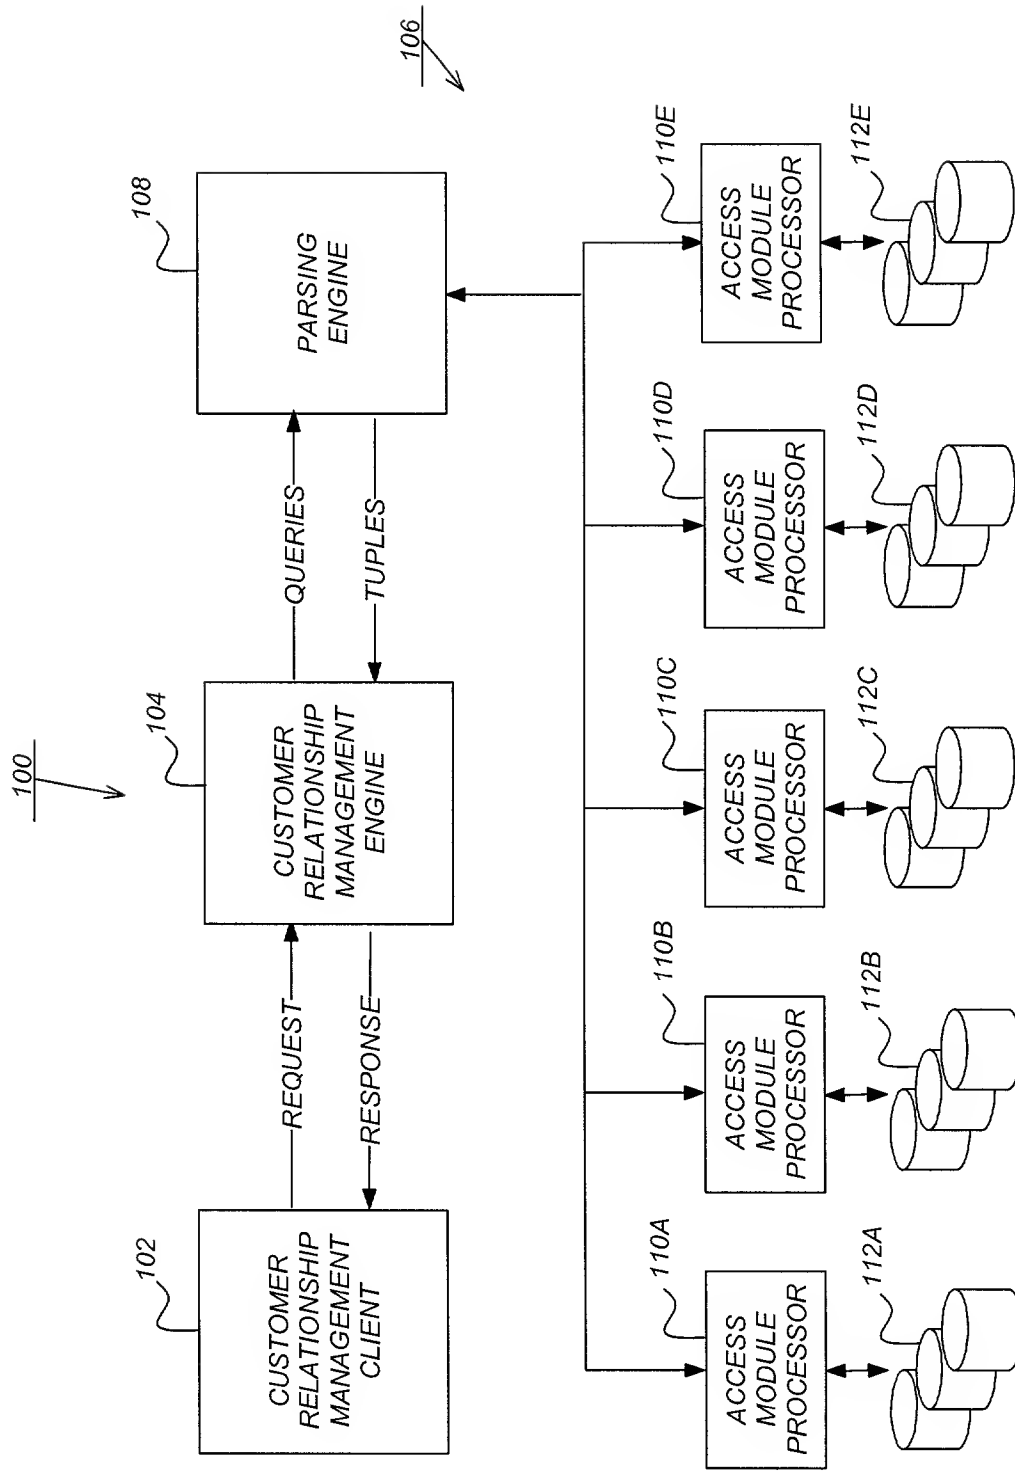 100
106
102
104
108
CUSTOMER
RELATIONSHIP
MANAGEMENT
CLIENT
REQUEST
RESPONSE
CUSTOMER
RELATIONSHIP
MANAGEMENT
ENGINE
QUERIES
TUPLES
PARSING
ENGINE
110A
110B
110C
110D
110E
ACCESS
MODULE
PROCESSOR
ACCESS
MODULE
PROCESSOR
ACCESS
MODULE
PROCESSOR
ACCESS
MODULE
PROCESSOR
ACCESS
MODULE
PROCESSOR
112A
112B
112C
112D
112E